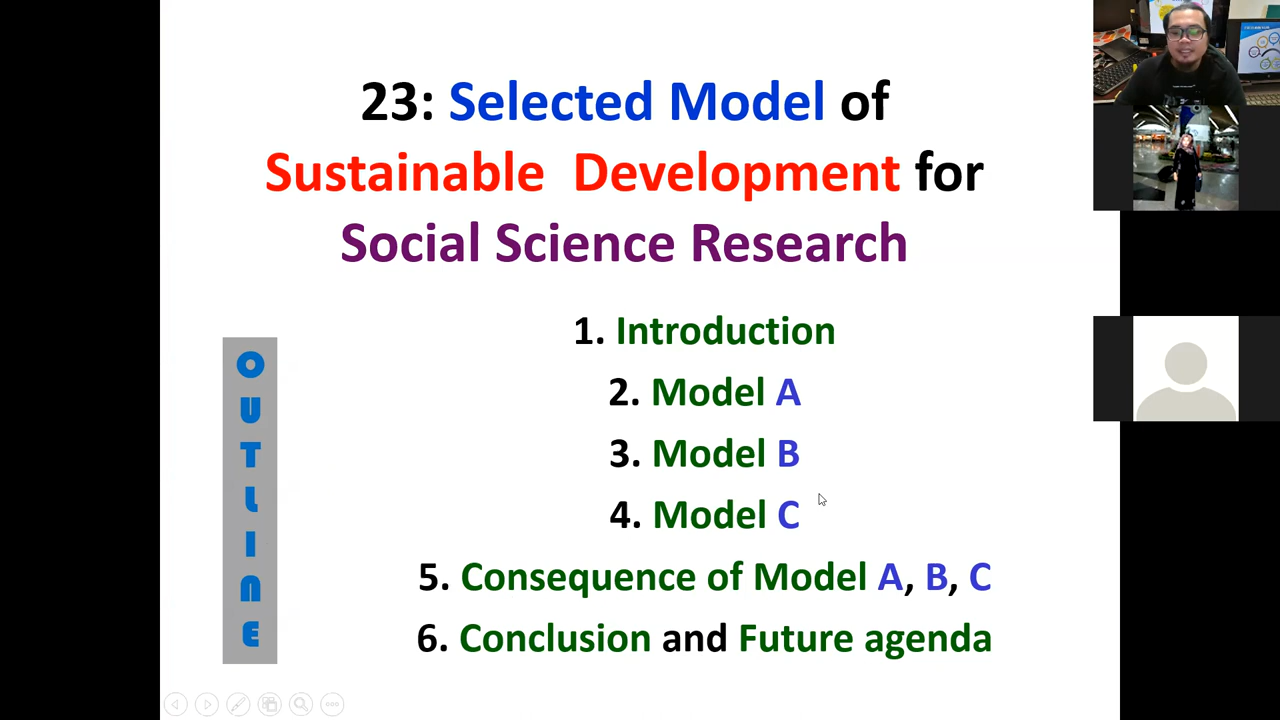 23: Selected Model of
Sustainable Development for
Social Science Research
OUTLINE
1. Introduction
2. Model A
3. Model B
4. Model C
5. Consequence of Model A, B, C
6. Conclusion and Future agenda